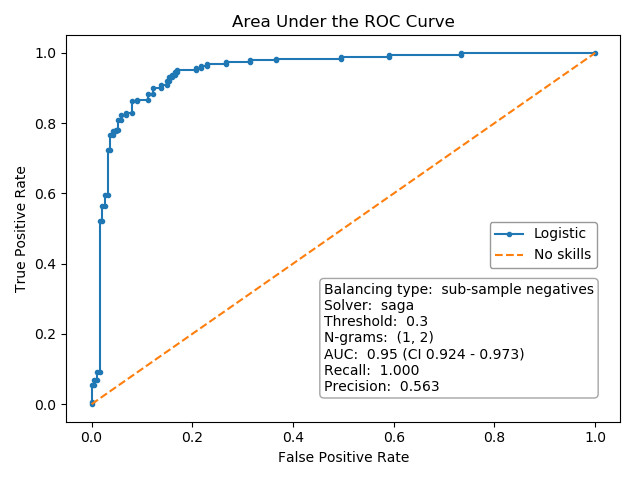 Area Under the ROC Curve
True Positive Rate
1.0
0.8
0.6
0.4
0.2
0.0
Logistic
No skills
Balancing type:  sub-sample negatives
Solver:  saga
Threshold:  0.3
N-grams:  (1, 2)
AUC:  0.95 (CI 0.924 - 0.973)
Recall:  1.000
Precision:  0.563
0.0 0.2 0.4 0.6 0.8 1.0
False Positive Rate